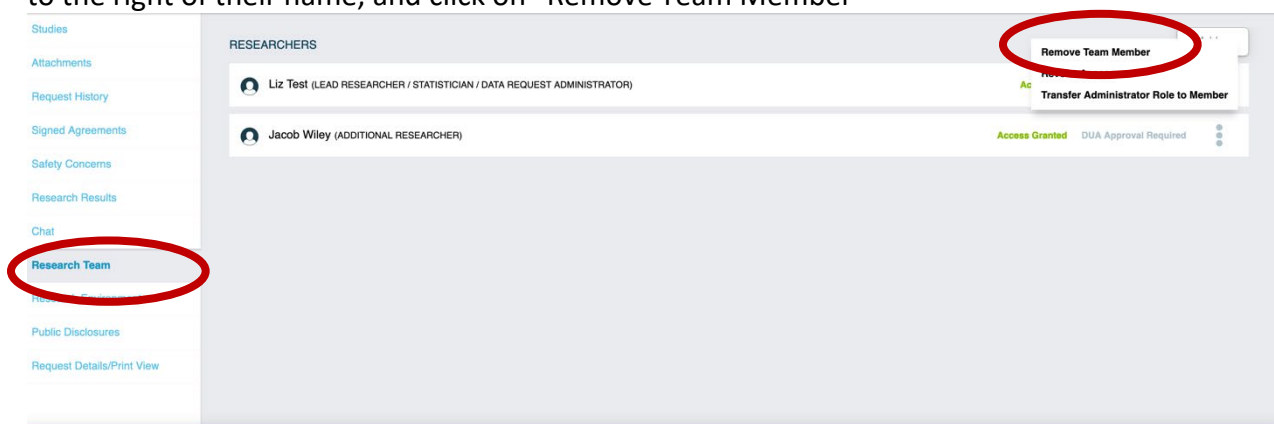 to the right of their name, and click on "Remove Team Member"
Studies
Attachments
Request History
Signed Agreements
Safety Concerns
Research Results
Chat
Research Team
Public Disclosures
Request Details/Print View
RESEARCHERS
Remove Team Member
Transfer Administrator Role to Member
Liz Test (LEAD RESEARCHER / STATISTICIAN / DATA REQUEST ADMINISTRATOR)
Jacob Wiley (ADDITIONAL RESEARCHER) Access Granted DUA Approval Required